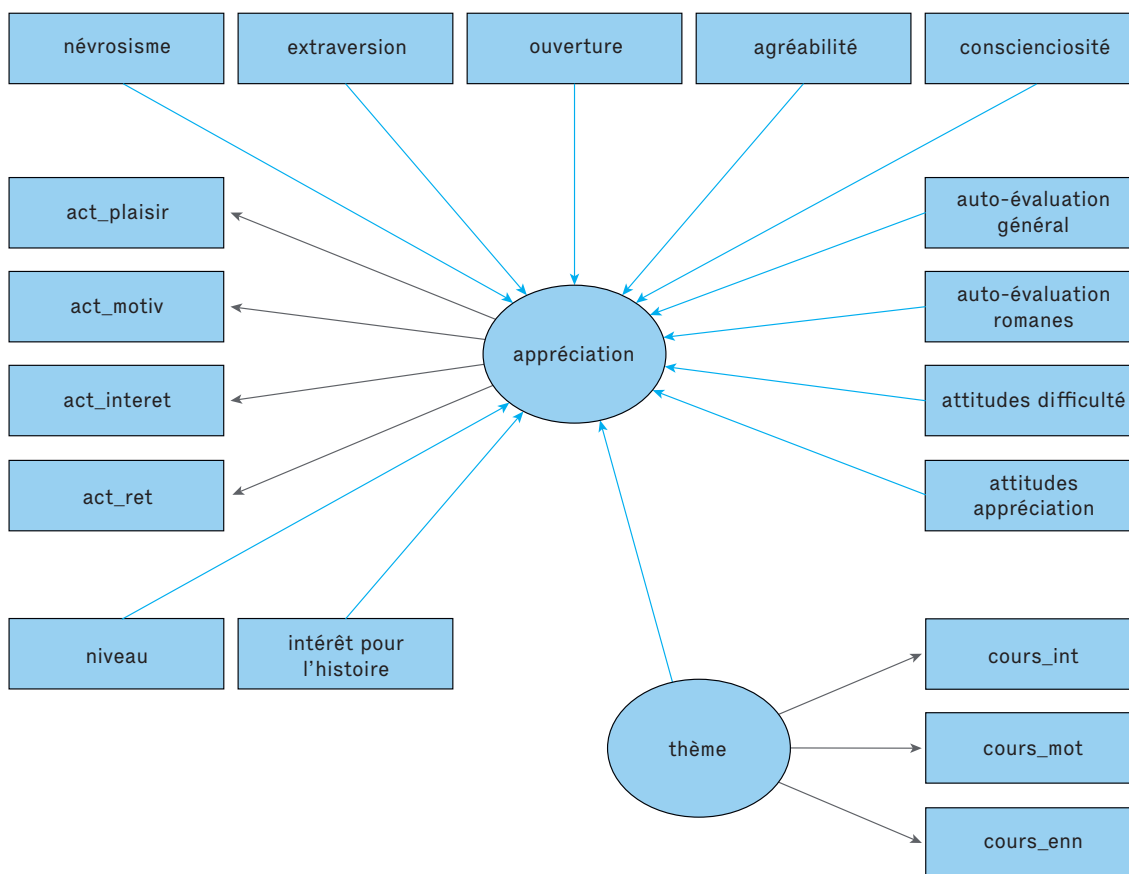 névrosisme
extraversion
ouverture
agréabilité
conscienciosité
act_plaisir
auto-évaluation
général
act_motiv
auto-évaluation
romanes
appréciation
act_interet
attitudes difficulté
act_ret
attitudes
appréciation
niveau
intérêt pour
l’histoire
cours_int
thème
cours_mot
cours_enn